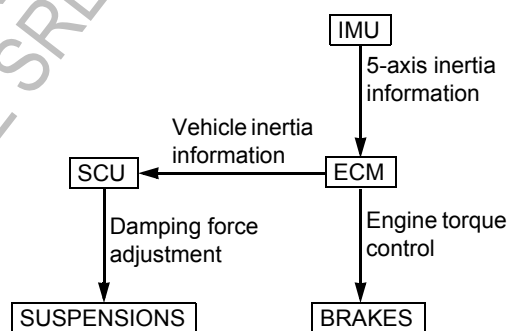 IMU
5-axis inertia
information
Vehicle inertia
information
SCU
ECM
Damping force
adjustment
Engine torque
control
SUSPENSIONS
BRAKES